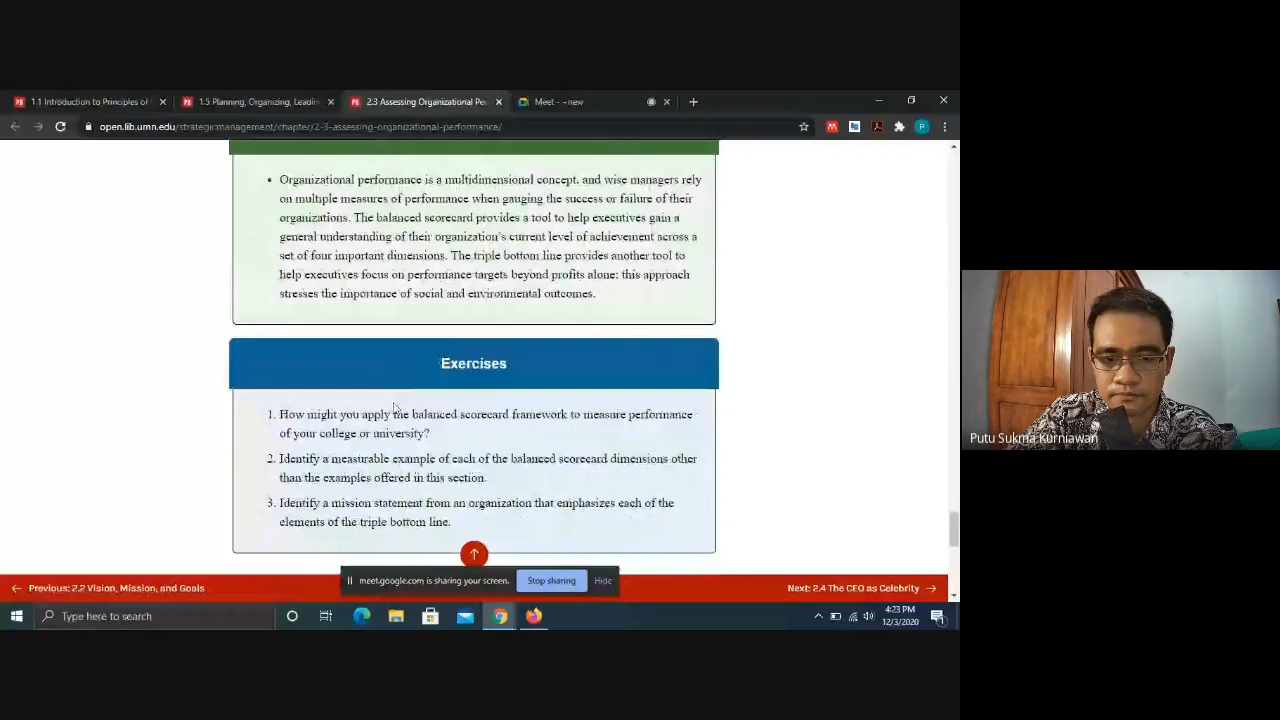 1.1 Introduction to Principles of
1.5 Planning, Organizing, Leadin
2.3 Assessing Organizational Pe
Meet - -new
open.lib.umn.edu/strategicmanagement/chapter/2-3-assessing-organizational-performance/
P
• Organizational performance is a multidimensional concept, and wise managers rely
on multiple measures of performance when gauging the success or failure of their
organizations. The balanced scorecard provides a tool to help executives gain a
general understanding of their organization's current level of achievement across a
set of four important dimensions. The triple bottom line provides another tool to
help executives focus on performance targets beyond profits alone; this approach
stresses the importance of social and environmental outcomes.
Exercises
1. How might you apply the balanced scorecard framework to measure performance
of your college or university?
2. Identify a measurable example of each of the balanced scorecard dimensions other
than the examples offered in this section.
3. Identify a mission statement from an organization that emphasizes each of the
elements of the triple bottom line.
Previous: 2.2 Vision, Mission, and Goals
Next: 2.4 The CEO as Celebrity
meet.google.com is sharing your screen.
Stop sharing
Hide
Type here to search
4:23 PM
12/3/2020
Putu Sukma Kurniawan